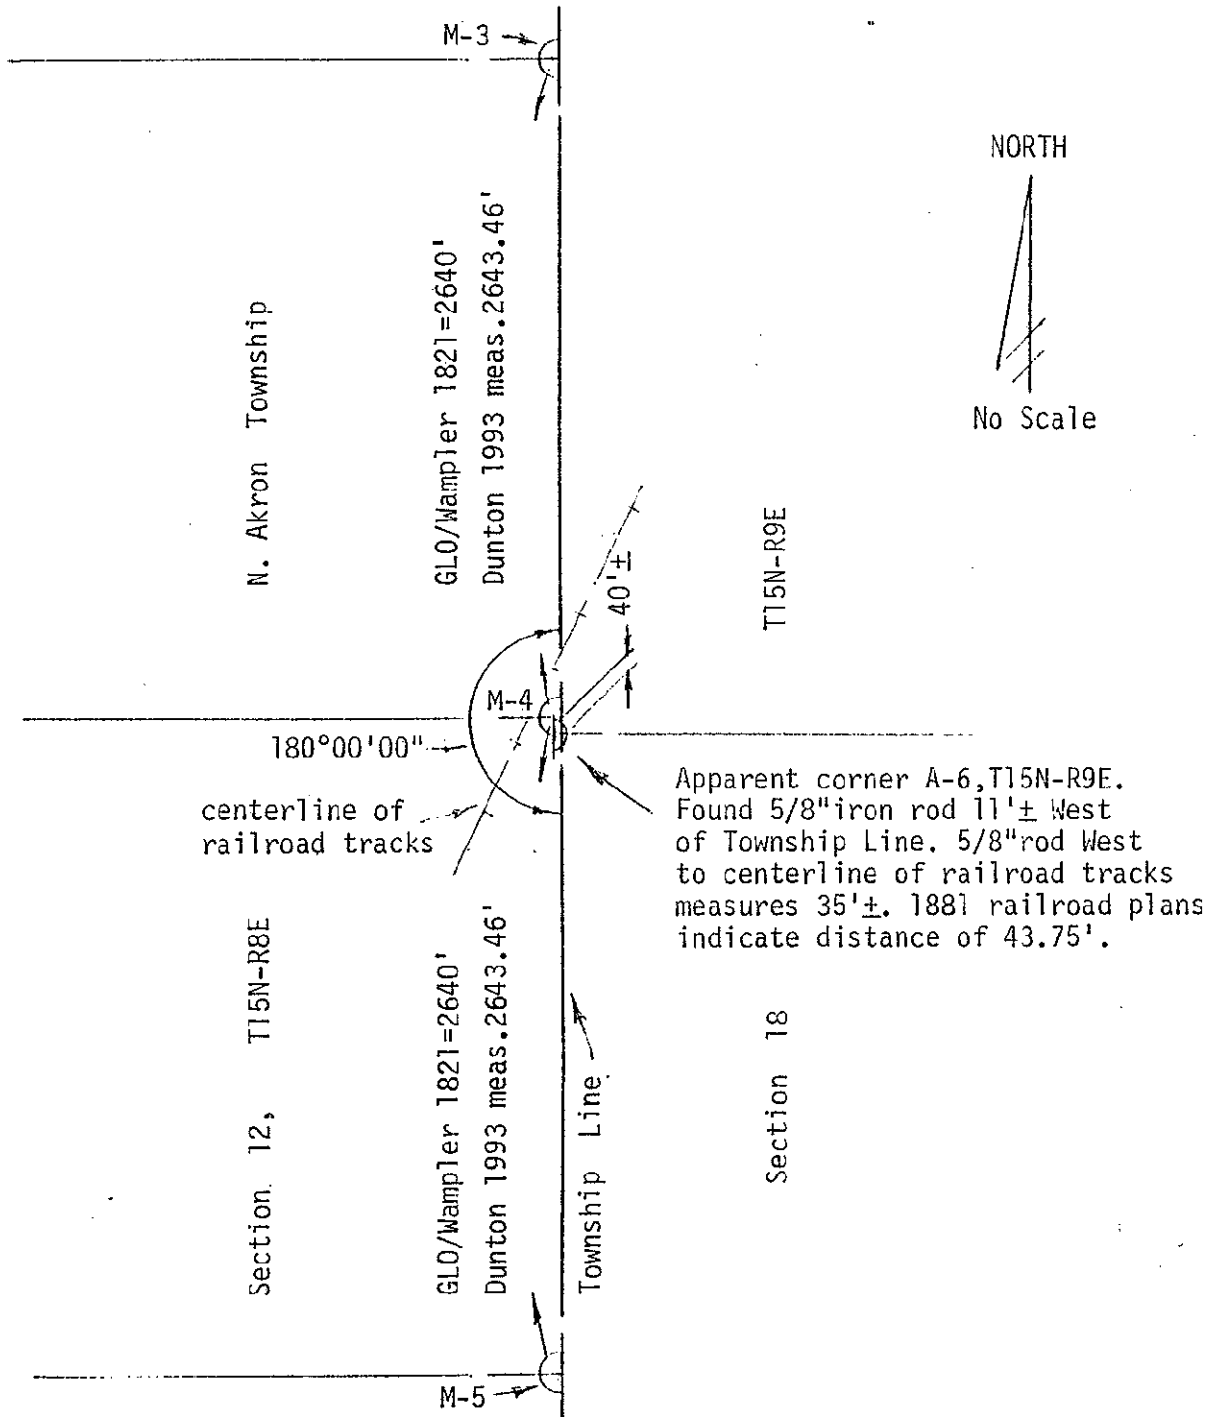 M-3
NORTH
No Scale
N. Akron Township
GLO/Wampler 1821=2640'
Dunton 1993 meas.2643.46'
40'±
T15N-R9E
M-4
180°00'00"
centerline of
railroad tracks
Apparent corner A-6,T15N-R9E.
Found 5/8"iron rod 11'± West
of Township Line. 5/8"rod West
to centerline of railroad tracks
measures 35'±. 1881 railroad plans
indicate distance of 43.75'.
Section 12, T15N-R8E
GLO/Wampler 1821=2640'
Dunton 1993 meas.2643.46'
Township Line
Section 18
M-5